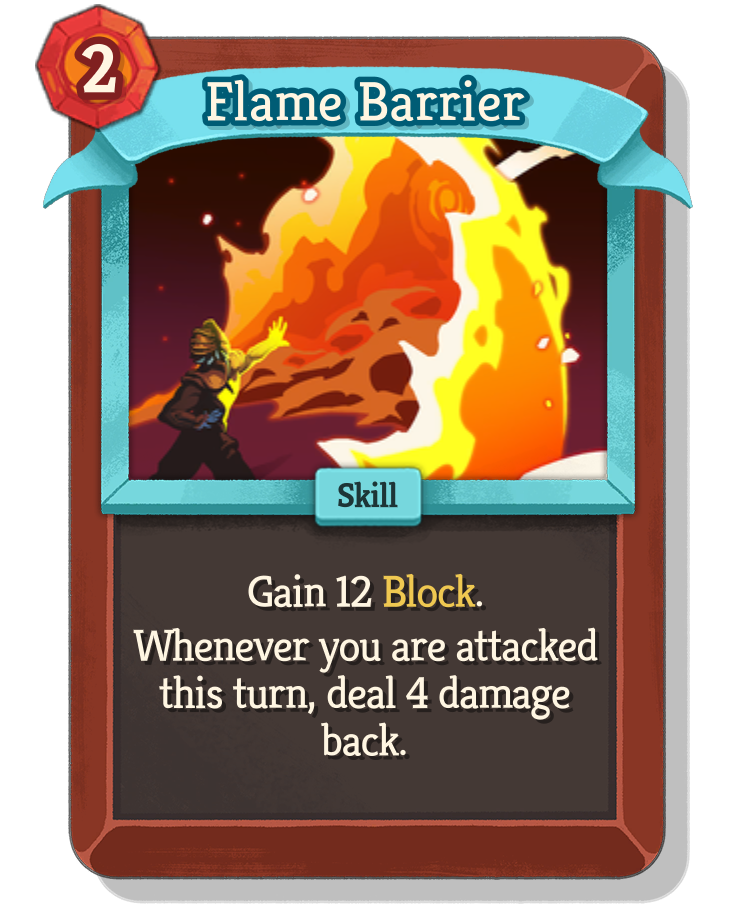 2
Flame Barrier
Skill
Gain 12 Block.
Whenever you are attacked
this turn, deal 4 damage
back.